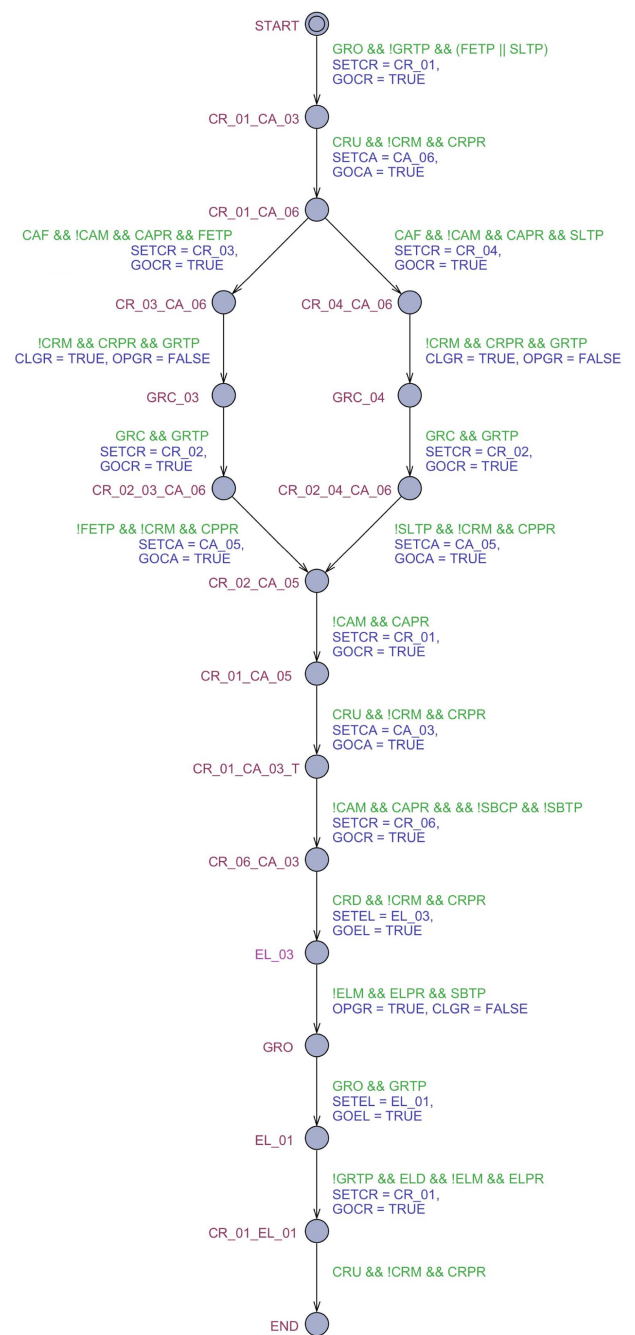 START
GRO && !GRTP && (FETP || SLTP)
SETCR = CR_01,
GOCR = TRUE
CR_01_CA_03
CRU && !CRM && CRPR
SETCA = CA_06,
GOCA = TRUE
CR_01_CA_06
CAF && !CAM && CAPR && FETP
SETCR = CR_03,
GOCR = TRUE
CAF && !CAM && CAPR && SLTP
SETCR = CR_04,
GOCR = TRUE
CR_03_CA_06
CR_04_CA_06
!CRM && CRPR && GRTP
CLGR = TRUE, OPGR = FALSE
!CRM && CRPR && GRTP
CLGR = TRUE, OPGR = FALSE
GRC_03
GRC_04
GRC && GRTP
SETCR = CR_02,
GOCR = TRUE
GRC && GRTP
SETCR = CR_02,
GOCR = TRUE
CR_02_03_CA_06
CR_02_04_CA_06
!FETP && !CRM && CPPR
SETCA = CA_05,
GOCA = TRUE
!SLTP && !CRM && CPPR
SETCA = CA_05,
GOCA = TRUE
CR_02_CA_05
!CAM && CAPR
SETCR = CR_01,
GOCR = TRUE
CR_01_CA_05
CRU && !CRM && CRPR
SETCA = CA_03,
GOCA = TRUE
CR_01_CA_03_T
!CAM && CAPR && && !SBCP && !SBTP
SETCR = CR_06,
GOCR = TRUE
CR_06_CA_03
CRD && !CRM && CRPR
SETEL = EL_03,
GOEL = TRUE
EL_03
!ELM && ELPR && SBTP
OPGR = TRUE, CLGR = FALSE
GRO
GRO && GRTP
SETEL = EL_01,
GOEL = TRUE
EL_01
!GRTP && ELD && !ELM && ELPR
SETCR = CR_01,
GOCR = TRUE
CR_01_EL_01
CRU && !CRM && CRPR
END